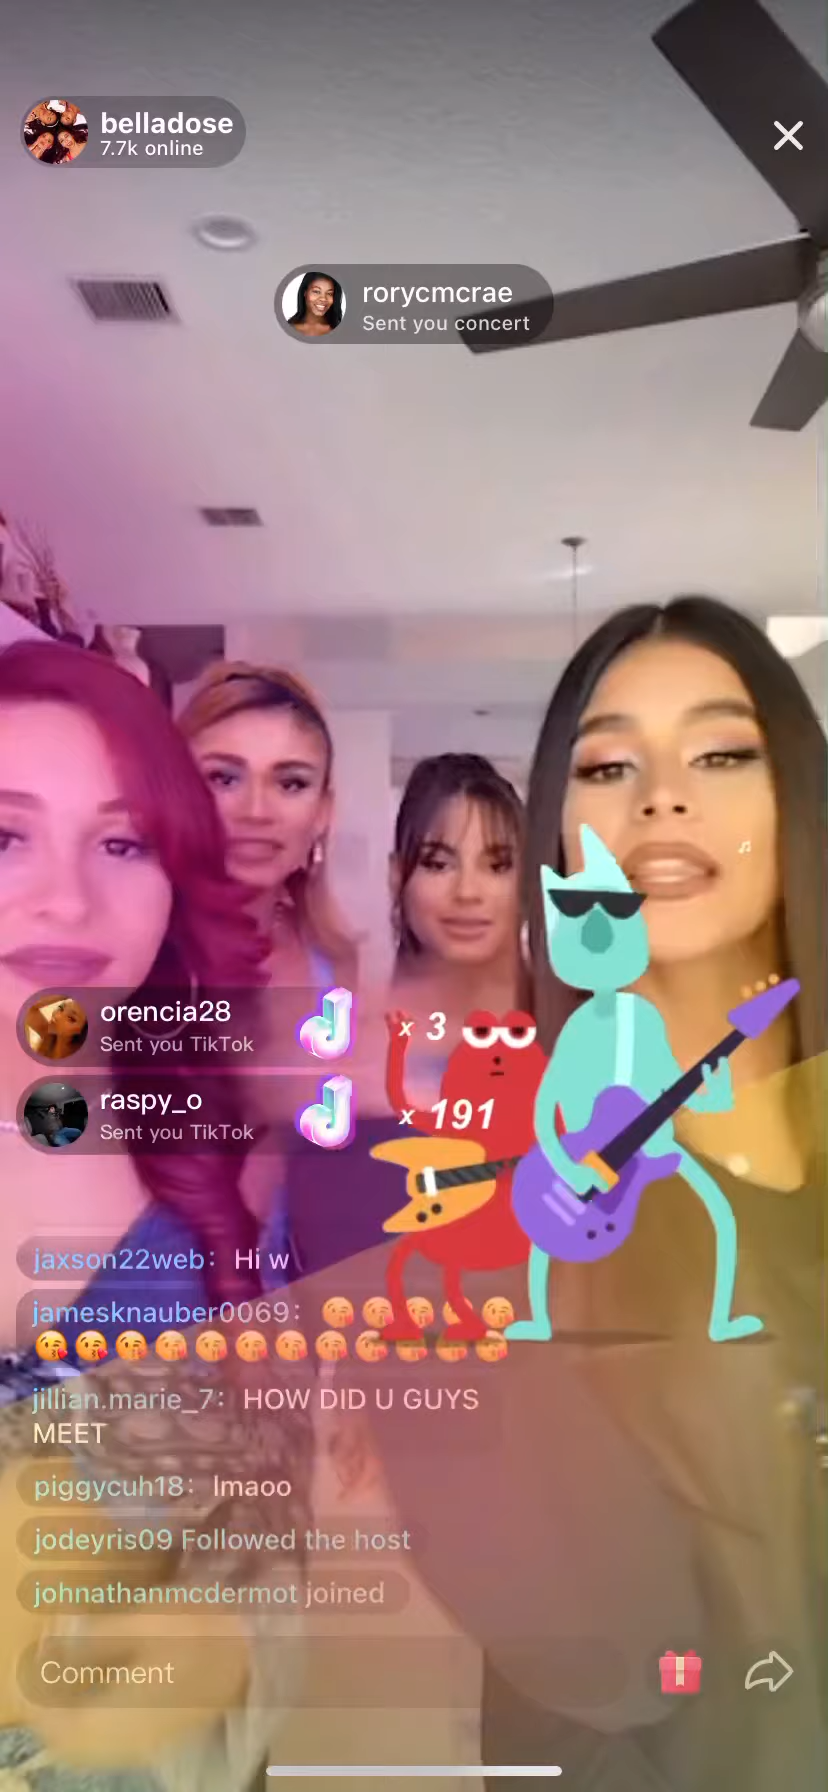 belladose
7.7k online
rorycmcrae
Sent you concert
orencia28
Sent you TikTok
x 3
raspy_o
Sent you TikTok
x 191
jaxson22web: Hi w
jamesknauber0069: 😘😘😘😘😘
😘😘😘😘😘😘😘😘😘😘😘😘
jillian.marie_7: HOW DID U GUYS
MEET
piggycuh18: lmaoo
jodeyris09 Followed the host
johnathanmcdermot joined
Comment